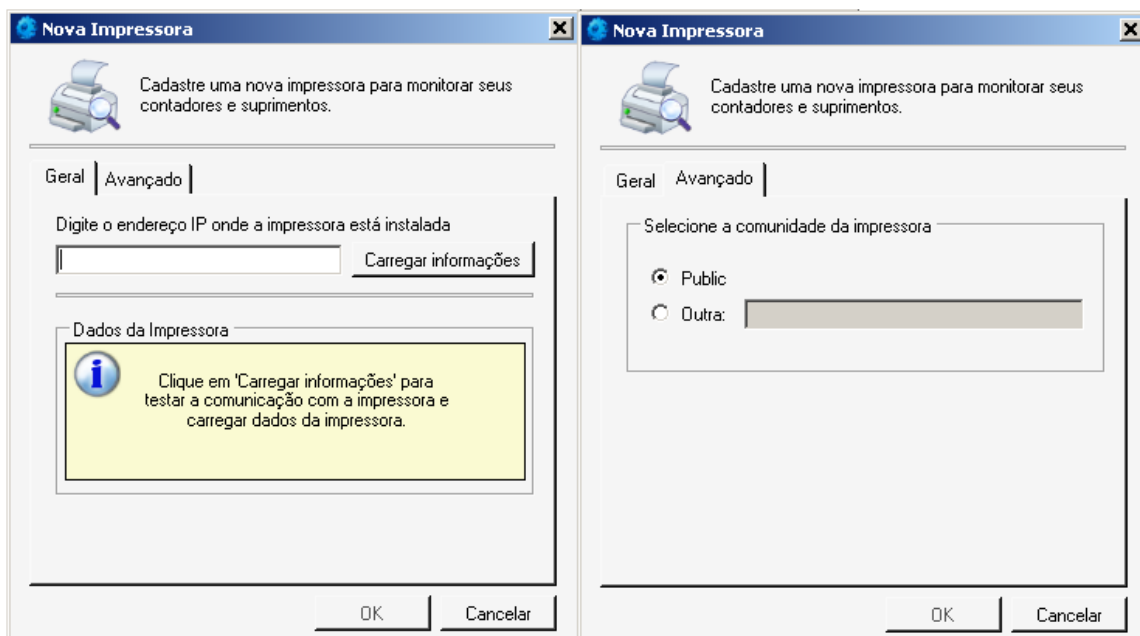 Nova Impressora
Cadastre uma nova impressora para monitorar seus
contadores e suprimentos.
Geral
Avançado
Digite o endereço IP onde a impressora está instalada
Carregar informações
Dados da Impressora
Clique em 'Carregar informações' para
testar a comunicação com a impressora e
carregar dados da impressora.
OK
Cancelar
Nova Impressora
Cadastre uma nova impressora para monitorar seus
contadores e suprimentos.
Geral
Avançado
Selecione a comunidade da impressora
Public
Outra:
OK
Cancelar